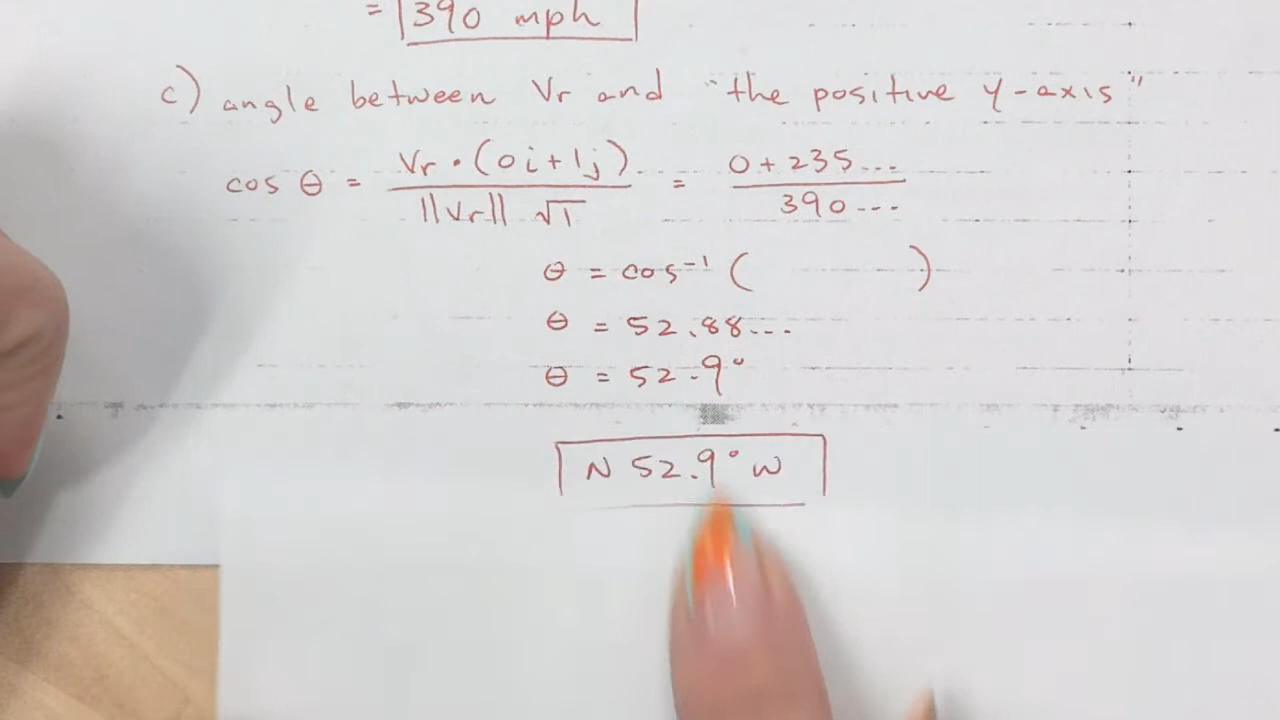 = 390 mph
c) angle between Vr and "the positive y-axis"
cos θ = Vr • (0i + 1j) / ||Vr|| √1 = 0 + 235... / 390...
θ = cos⁻¹ ( )
θ = 52.88...
θ = 52.9°
N 52.9° W